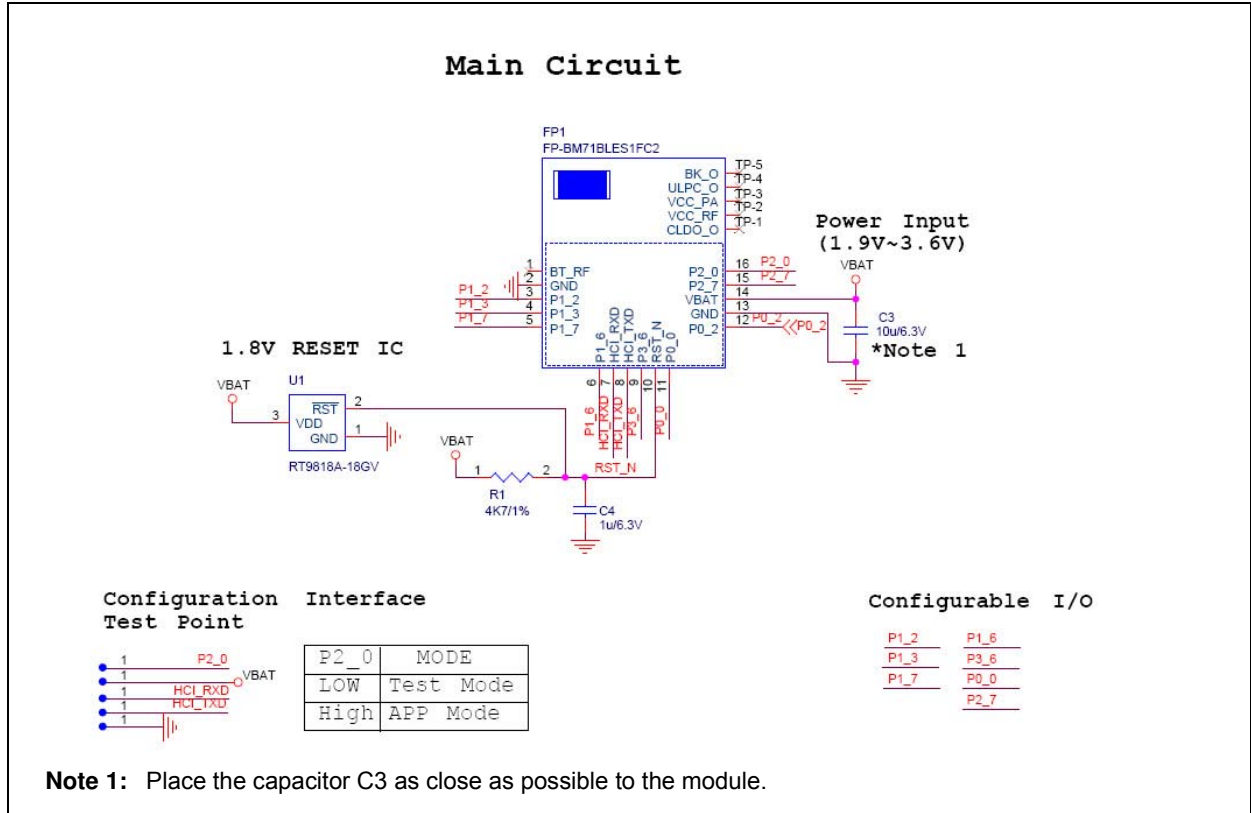 Main Circuit
FP1
FP-BM71BLES1FC2
BK_O TP-5
ULPC_O TP-4
VCC_PA TP-3
VCC_RF TP-2
CLDO_O TP-1
Power Input
(1.9V~3.6V)
VBAT
1 BT_RF
2 GND
P1_2 3 P1_2
P1_3 4 P1_3
P1_7 5 P1_7
P2_0 16 P2_0
P2_7 15 P2_7
VBAT 14
GND 13
P0_2 12 P0_2 P0_2
C3
10u/6.3V
*Note 1
P1_6 HCI_RXD HCI_TXD P3_6 RST_N P0_0
6 7 8 9 10 11
P1_6 HCI_RXD HCI_TXD P3_6 P0_0
1.8V RESET IC
VBAT
U1
3 VDD
RST 2
GND 1
RT9818A-18GV
VBAT
1 2
R1
4K7/1%
RST_N
C4
1u/6.3V
Configuration Interface
Test Point
1 P2_0
1 VBAT
1 HCI_RXD
1 HCI_TXD
1
P2_0 MODE
LOW Test Mode
High APP Mode
Configurable I/O
P1_2 P1_6
P1_3 P3_6
P1_7 P0_0
P2_7
Note 1: Place the capacitor C3 as close as possible to the module.